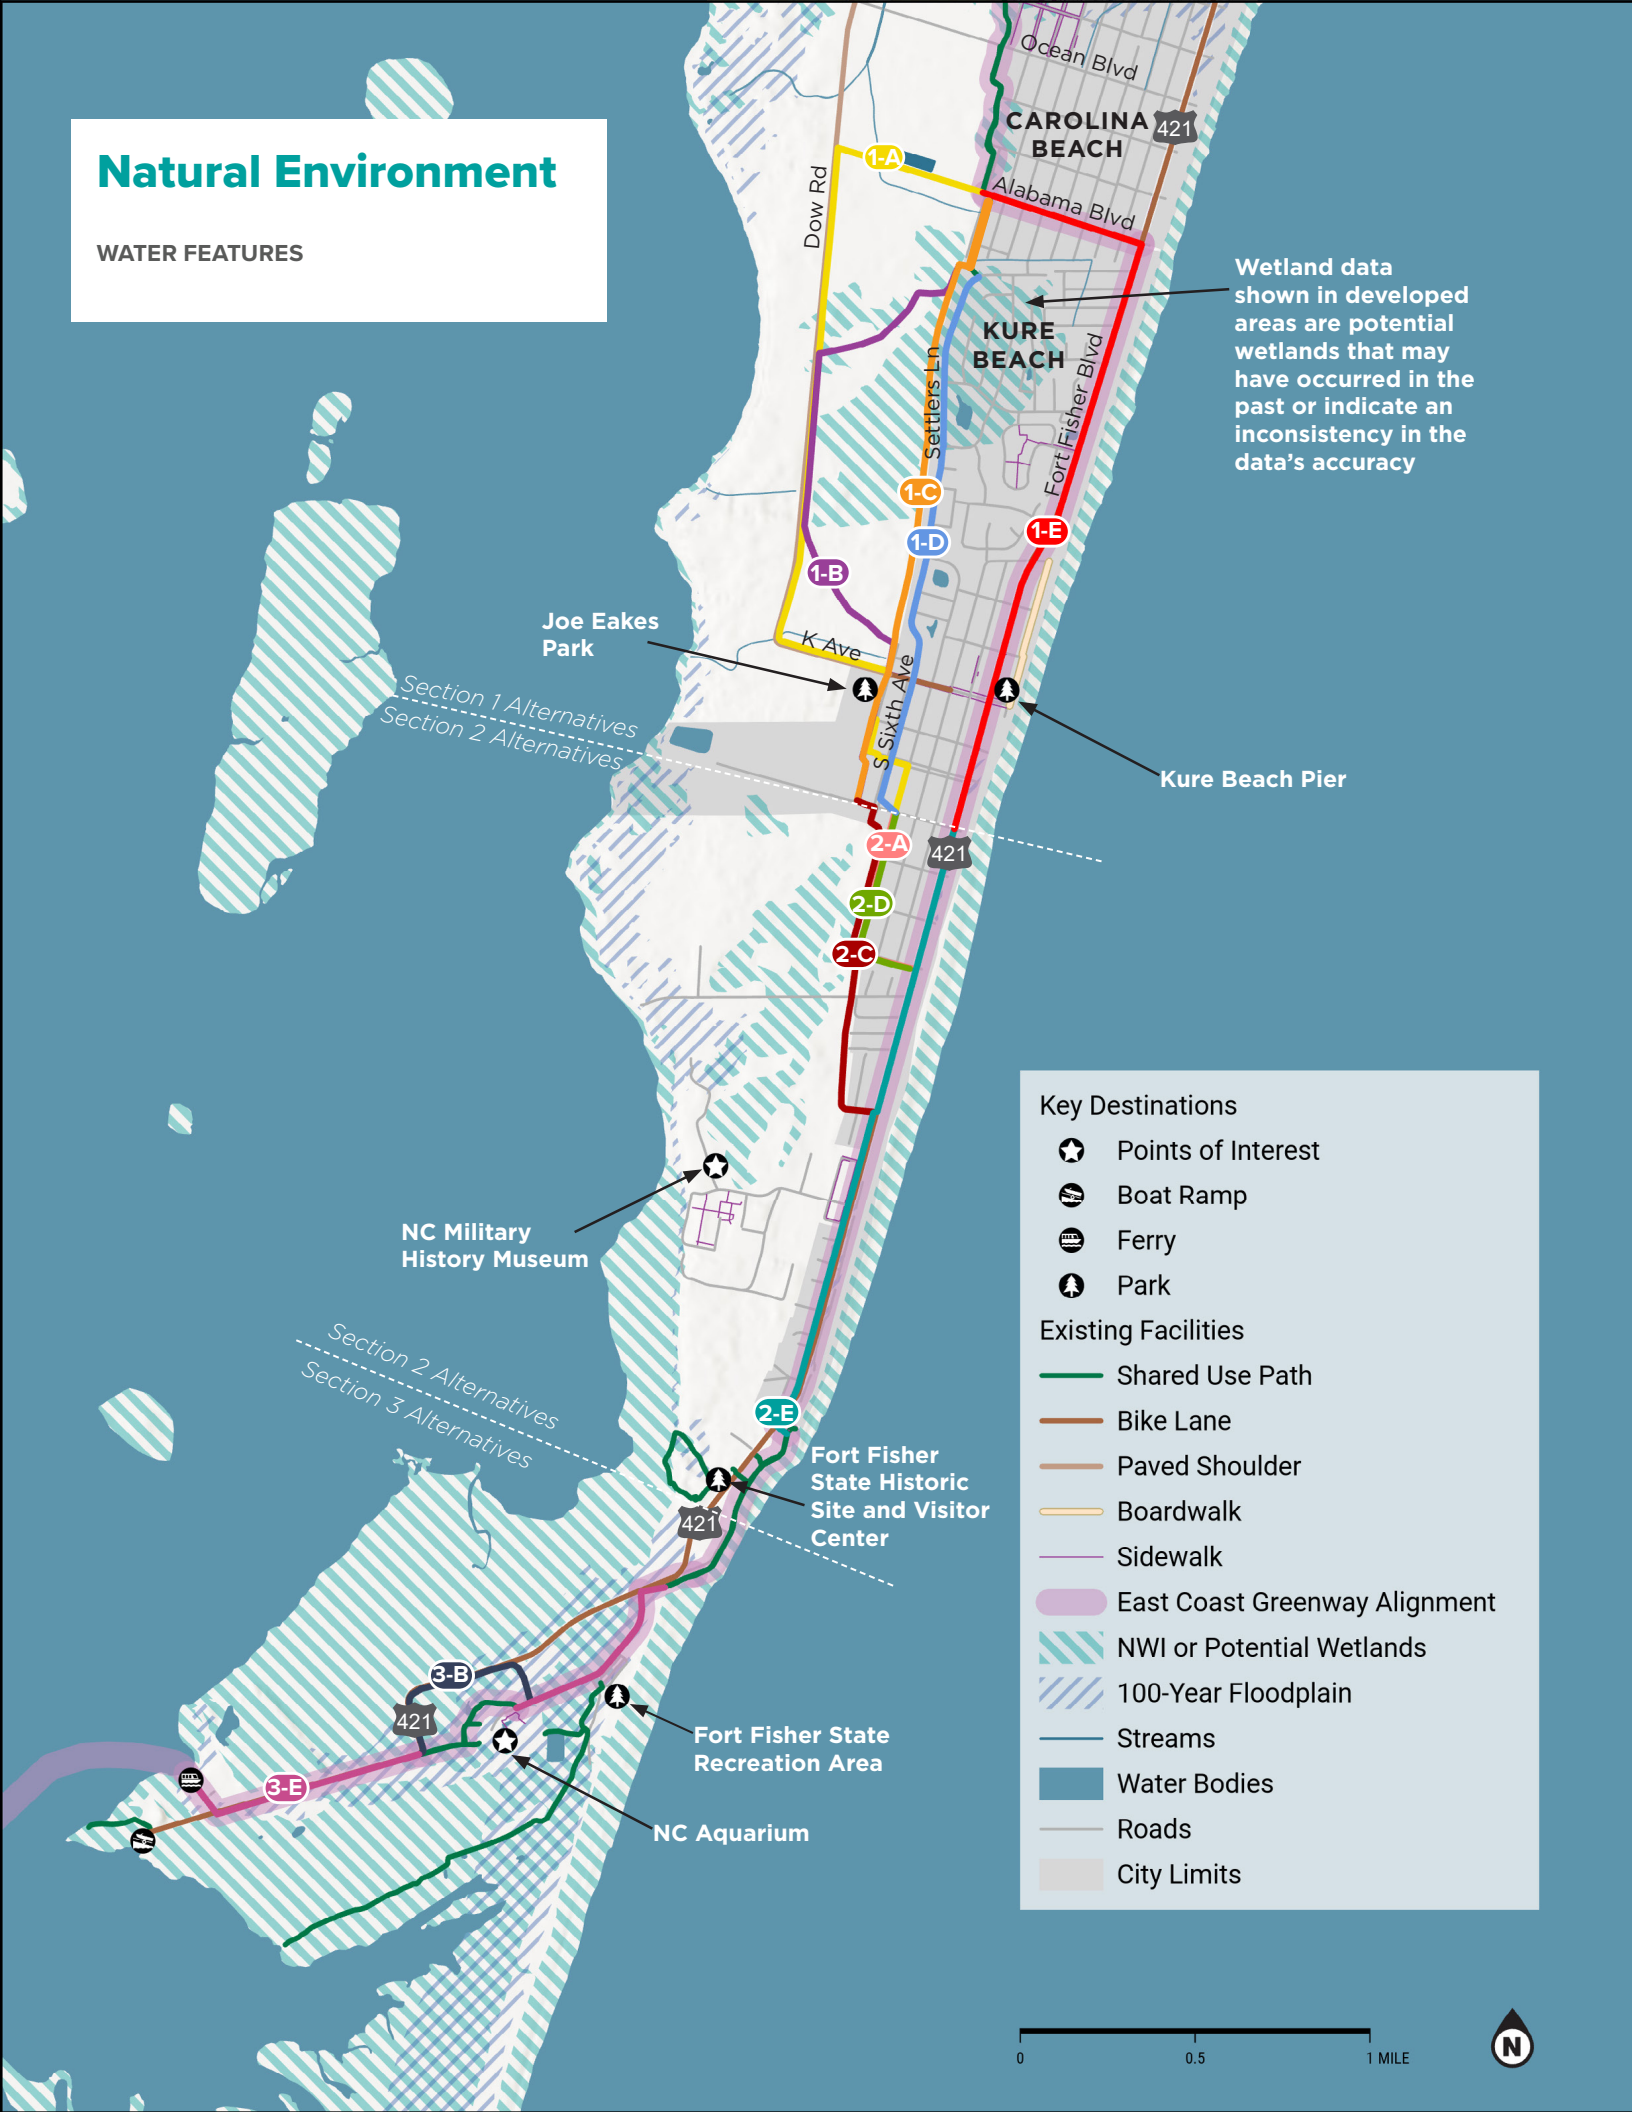 Natural Environment
WATER FEATURES
Ocean Blvd
CAROLINA
BEACH
421
1-A
Dow Rd
Alabama Blvd
Wetland data
shown in developed
areas are potential
wetlands that may
have occurred in the
past or indicate an
inconsistency in the
data's accuracy
KURE
BEACH
Settlers Ln
Fort Fisher Blvd
1-C
1-D
1-E
1-B
Joe Eakes
Park
K Ave
S Sixth Ave
Section 1 Alternatives
Section 2 Alternatives
Kure Beach Pier
2-A
421
2-D
2-C
NC Military
History Museum
Section 2 Alternatives
Section 3 Alternatives
2-E
Fort Fisher
State Historic
Site and Visitor
Center
421
3-B
421
Fort Fisher State
Recreation Area
3-E
NC Aquarium
Key Destinations
Points of Interest
Boat Ramp
Ferry
Park
Existing Facilities
Shared Use Path
Bike Lane
Paved Shoulder
Boardwalk
Sidewalk
East Coast Greenway Alignment
NWI or Potential Wetlands
100-Year Floodplain
Streams
Water Bodies
Roads
City Limits
0 0.5 1 MILE
N